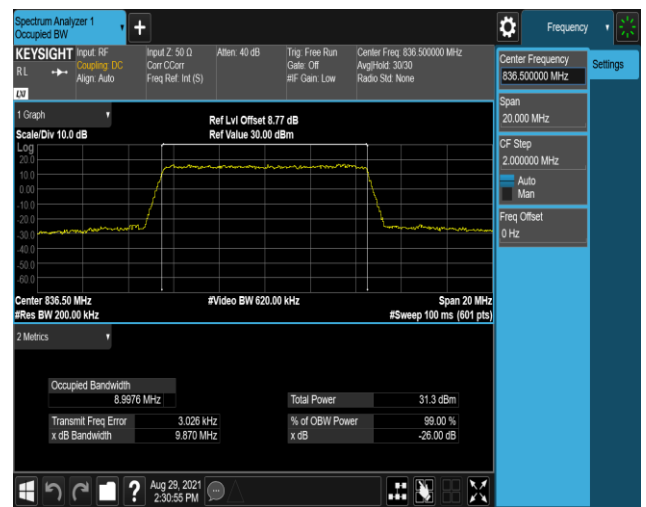 Spectrum Analyzer 1
Occupied BW
Frequency
KEYSIGHT
RL
LXI
Input: RF
Coupling: DC
Align: Auto
Input Z: 50 Ω
Corr CCorr
Freq Ref: Int (S)
Atten: 40 dB
Trig: Free Run
Gate: Off
#IF Gain: Low
Center Freq: 836.500000 MHz
Avg|Hold: 30/30
Radio Std: None
Center Frequency
836.500000 MHz
Settings
Span
20.000 MHz
CF Step
2.000000 MHz
Auto
Man
Freq Offset
0 Hz
1 Graph
Scale/Div 10.0 dB
Ref Lvl Offset 8.77 dB
Ref Value 30.00 dBm
Log
20.0
10.0
0.00
-10.0
-20.0
-30.0
-40.0
-50.0
-60.0
Center 836.50 MHz
#Video BW 620.00 kHz
Span 20 MHz
#Res BW 200.00 kHz
#Sweep 100 ms (601 pts)
2 Metrics
Occupied Bandwidth
8.9976 MHz
Total Power 31.3 dBm
Transmit Freq Error 3.026 kHz
% of OBW Power 99.00 %
x dB Bandwidth 9.870 MHz
x dB -26.00 dB
?
Aug 29, 2021
2:30:55 PM